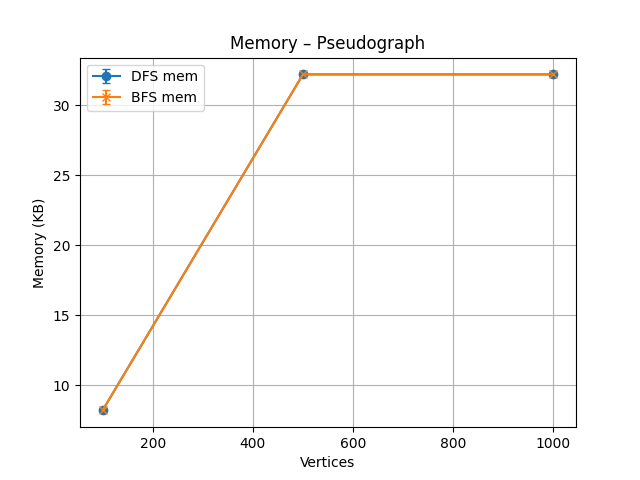 Memory – Pseudograph
DFS mem
BFS mem
Memory (KB)
30
25
20
15
10
200 400 600 800 1000
Vertices